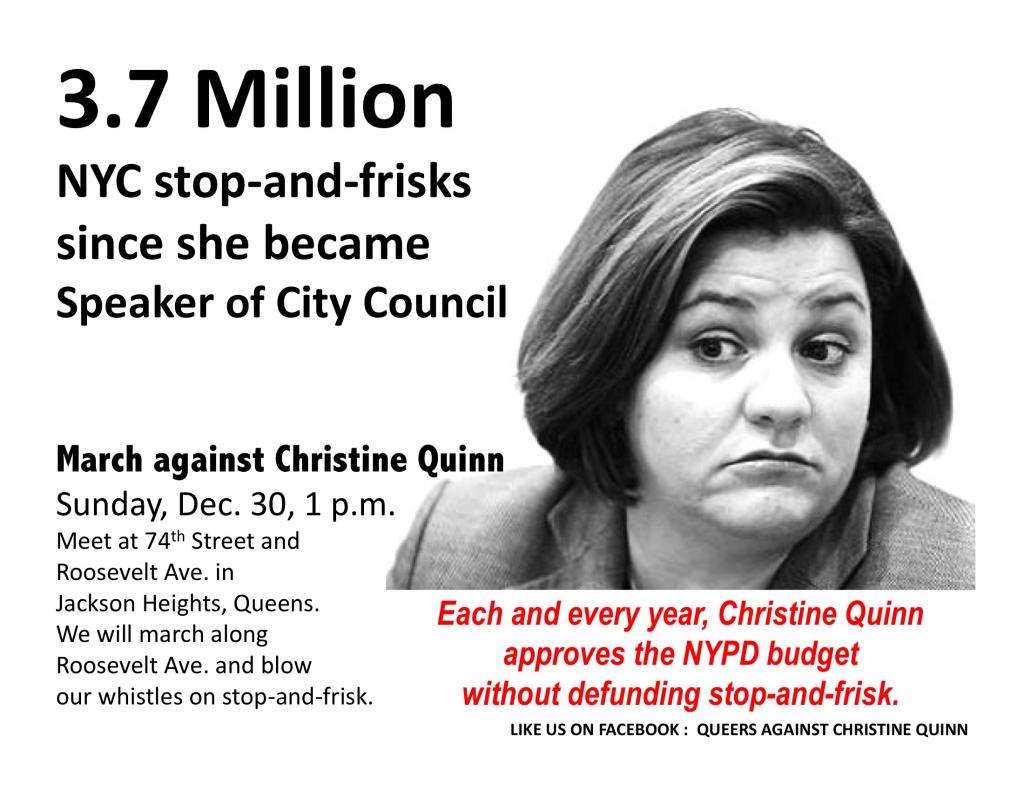 3.7 Million
NYC stop-and-frisks
since she became
Speaker of City Council
March against Christine Quinn
Sunday, Dec. 30, 1 p.m.
Meet at 74th Street and
Roosevelt Ave. in
Jackson Heights, Queens.
We will march along
Roosevelt Ave. and blow
our whistles on stop-and-frisk.
Each and every year, Christine Quinn
approves the NYPD budget
without defunding stop-and-frisk.
LIKE US ON FACEBOOK : QUEERS AGAINST CHRISTINE QUINN